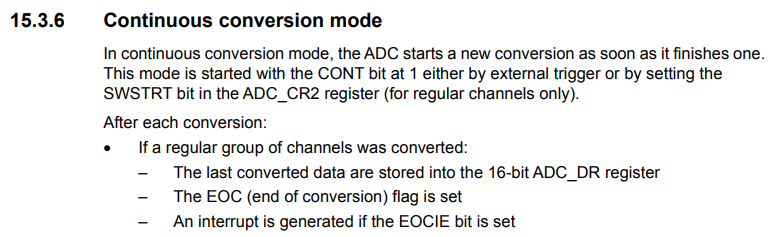 15.3.6 Continuous conversion mode
In continuous conversion mode, the ADC starts a new conversion as soon as it finishes one.
This mode is started with the CONT bit at 1 either by external trigger or by setting the
SWSTRT bit in the ADC_CR2 register (for regular channels only).
After each conversion:
• If a regular group of channels was converted:
– The last converted data are stored into the 16-bit ADC_DR register
– The EOC (end of conversion) flag is set
– An interrupt is generated if the EOCIE bit is set